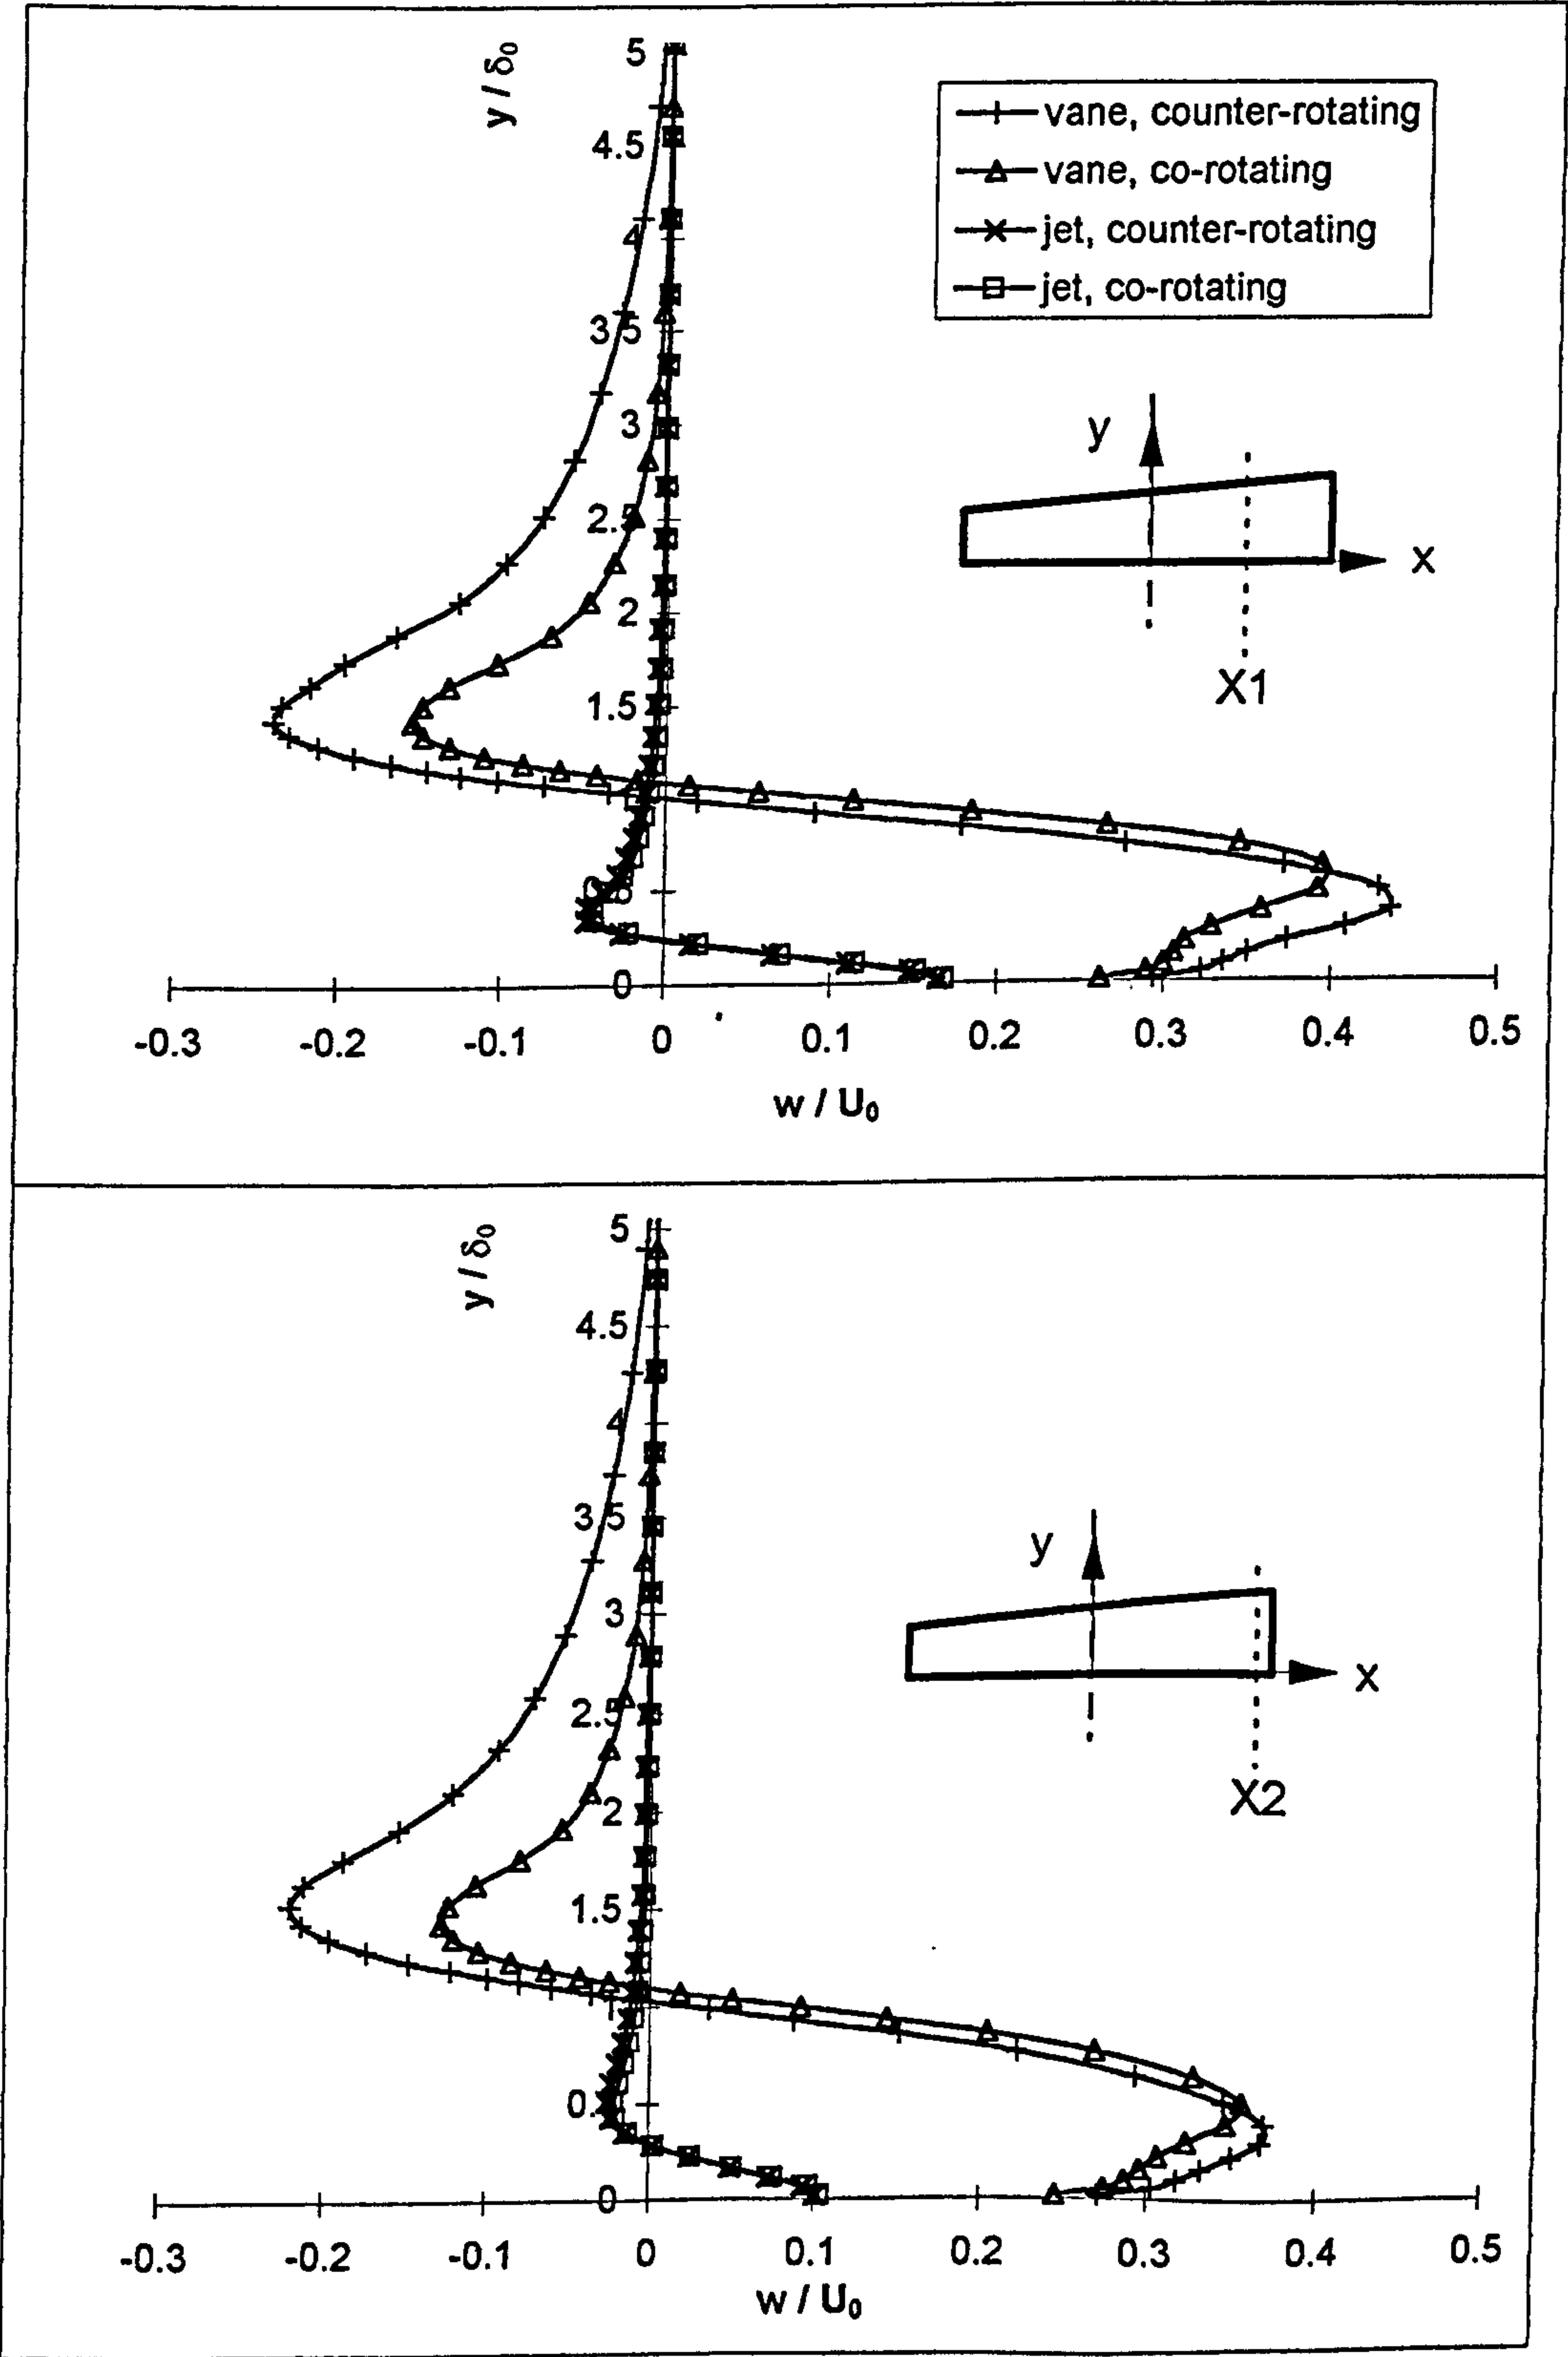 y / δ₀
5
4.5
4
3.5
3
2.5
2
1.5
0
-0.3 -0.2 -0.1 0 0.1 0.2 0.3 0.4 0.5
w / U₀
vane, counter-rotating
vane, co-rotating
jet, counter-rotating
jet, co-rotating
y
x
X1
y / δ₀
5
4.5
4
3.5
3
2.5
2
1.5
0
-0.3 -0.2 -0.1 0 0.1 0.2 0.3 0.4 0.5
w / U₀
y
x
X2